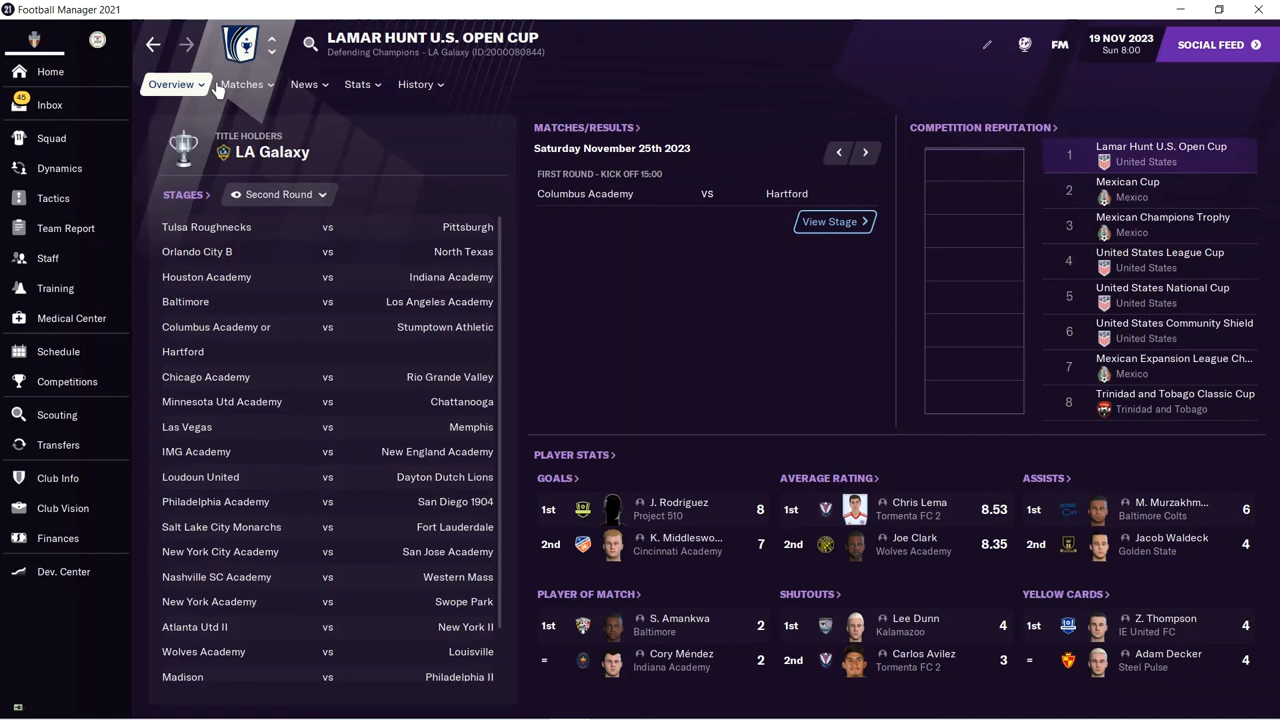 21 Football Manager 2021
LAMAR HUNT U.S. OPEN CUP
Defending Champions - LA Galaxy (ID:2000080844)
FM
19 NOV 2023
Sun 8:00
SOCIAL FEED
Overview
Matches
News
Stats
History
Home
45
Inbox
Squad
Dynamics
Tactics
Team Report
Staff
Training
Medical Center
Schedule
Competitions
Scouting
Transfers
Club Info
Club Vision
Finances
Dev. Center
TITLE HOLDERS
LA Galaxy
STAGES
Second Round
Tulsa Roughnecks vs Pittsburgh
Orlando City B vs North Texas
Houston Academy vs Indiana Academy
Baltimore vs Los Angeles Academy
Columbus Academy or vs Stumptown Athletic
Hartford
Chicago Academy vs Rio Grande Valley
Minnesota Utd Academy vs Chattanooga
Las Vegas vs Memphis
IMG Academy vs New England Academy
Loudoun United vs Dayton Dutch Lions
Philadelphia Academy vs San Diego 1904
Salt Lake City Monarchs vs Fort Lauderdale
New York City Academy vs San Jose Academy
Nashville SC Academy vs Western Mass
New York Academy vs Swope Park
Atlanta Utd II vs New York II
Wolves Academy vs Louisville
Madison vs Philadelphia II
MATCHES/RESULTS
Saturday November 25th 2023
FIRST ROUND - KICK OFF 15:00
Columbus Academy vs Hartford
View Stage
COMPETITION REPUTATION
1 Lamar Hunt U.S. Open Cup
United States
2 Mexican Cup
Mexico
3 Mexican Champions Trophy
Mexico
4 United States League Cup
United States
5 United States National Cup
United States
6 United States Community Shield
United States
7 Mexican Expansion League Ch...
Mexico
8 Trinidad and Tobago Classic Cup
Trinidad and Tobago
PLAYER STATS
GOALS
1st J. Rodriguez 8
Project 510
2nd K. Middleswo... 7
Cincinnati Academy
AVERAGE RATING
1st Chris Lema 8.53
Tormenta FC 2
2nd Joe Clark 8.35
Wolves Academy
ASSISTS
1st M. Murzakhm... 6
Baltimore Colts
2nd Jacob Waldeck 4
Golden State
PLAYER OF MATCH
1st S. Amankwa 2
Baltimore
= Cory Méndez 2
Indiana Academy
SHUTOUTS
1st Lee Dunn 4
Kalamazoo
2nd Carlos Avilez 3
Tormenta FC 2
YELLOW CARDS
1st Z. Thompson 4
IE United FC
= Adam Decker 4
Steel Pulse